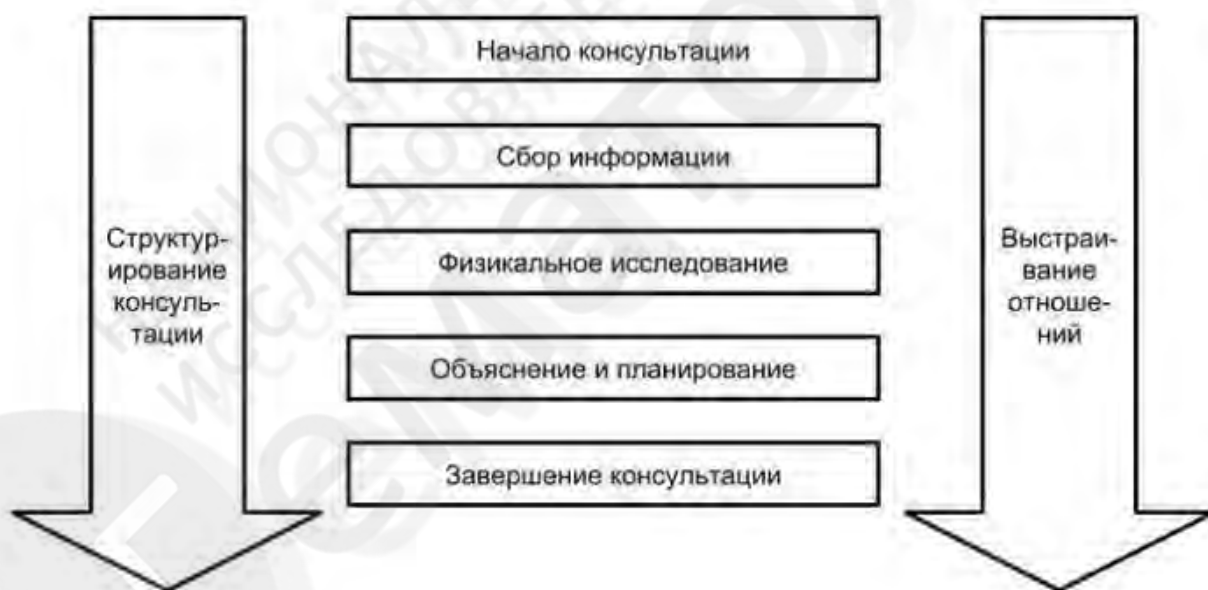 Начало консультации
Сбор информации
Физикальное исследование
Объяснение и планирование
Завершение консультации
Структур-
ирование
консуль-
тации
Выстраи-
вание
отноше-
ний